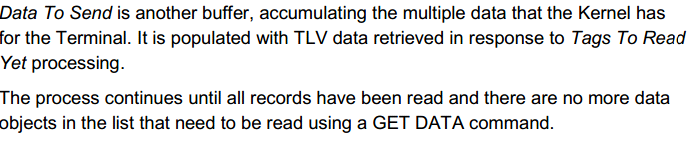 Data To Send is another buffer, accumulating the multiple data that the Kernel has
for the Terminal. It is populated with TLV data retrieved in response to Tags To Read
Yet processing.
The process continues until all records have been read and there are no more data
objects in the list that need to be read using a GET DATA command.